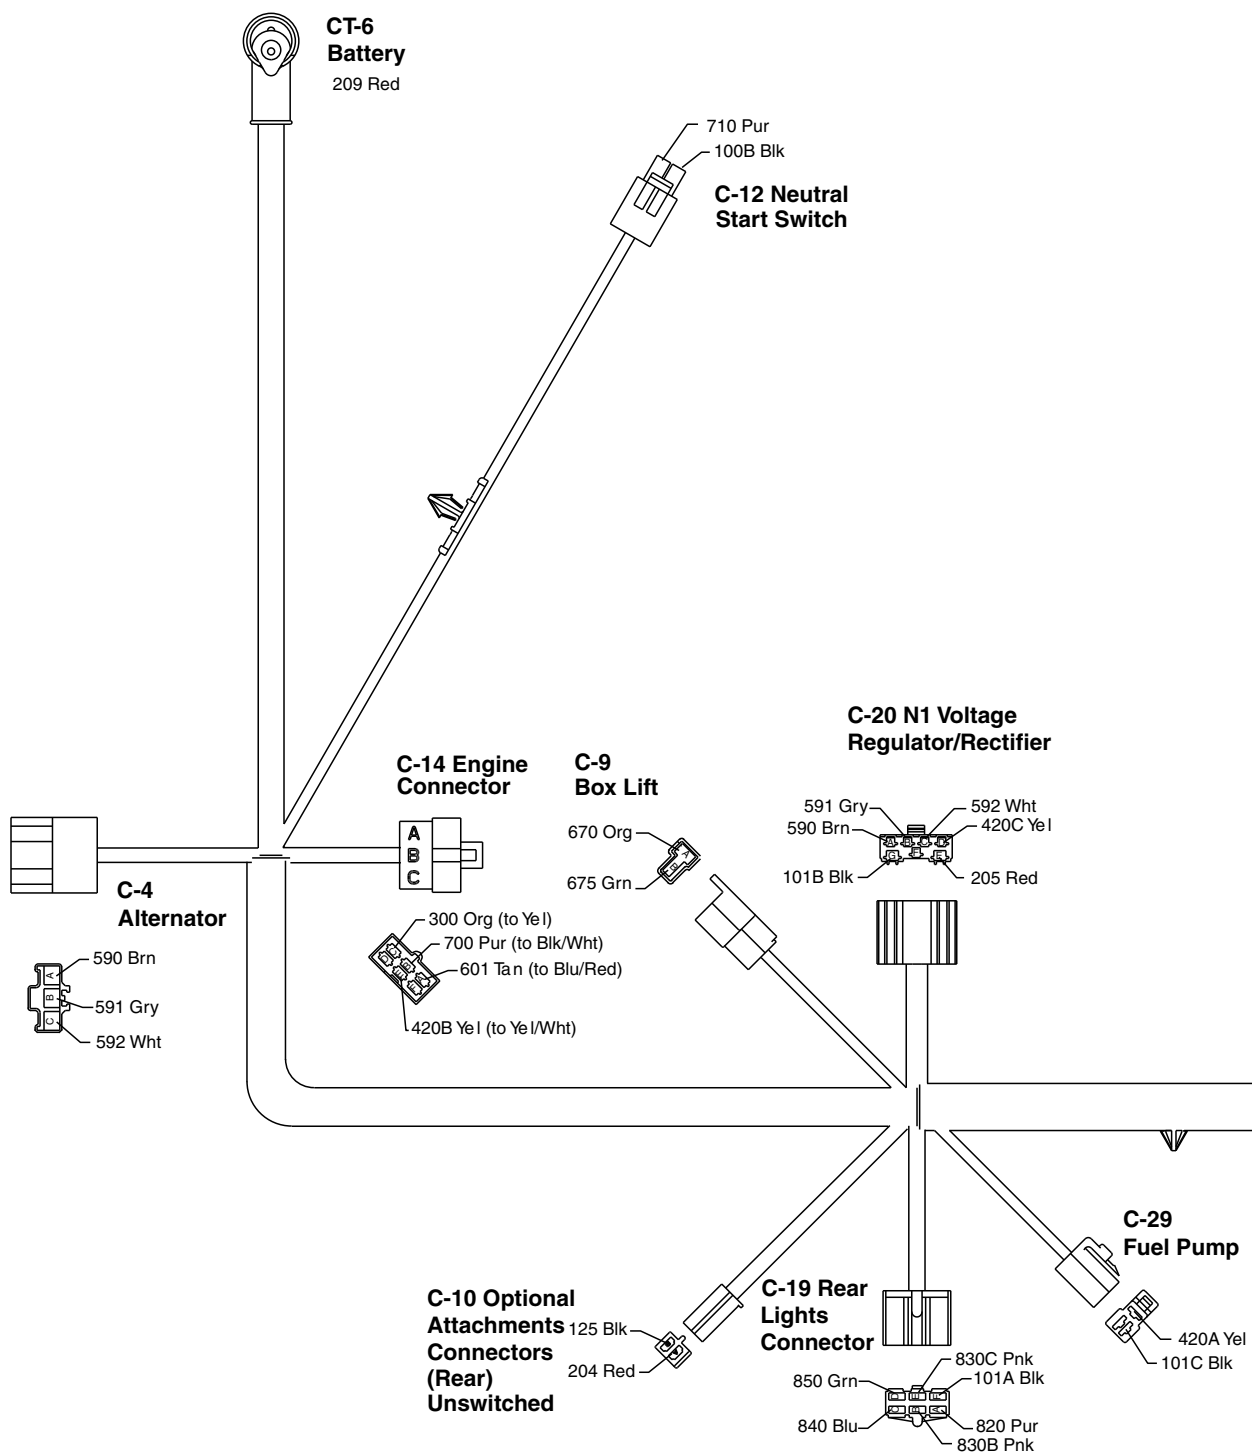 CT-6
Battery
209 Red
710 Pur
100B Blk
C-12 Neutral
Start Switch
C-20 N1 Voltage
Regulator/Rectifier
591 Gry
592 Wht
590 Brn
420C Yel
101B Blk
205 Red
C-14 Engine
Connector
A
B
C
C-9
Box Lift
670 Org
A
B
675 Grn
C-4
Alternator
590 Brn
A
B
C
591 Gry
592 Wht
300 Org (to Yel)
700 Pur (to Blk/Wht)
601 Tan (to Blu/Red)
420B Yel (to Yel/Wht)
C-29
Fuel Pump
420A Yel
101C Blk
C-10 Optional
Attachments
Connectors
(Rear)
Unswitched
125 Blk
204 Red
C-19 Rear
Lights
Connector
830C Pnk
850 Grn
101A Blk
840 Blu
820 Pur
830B Pnk